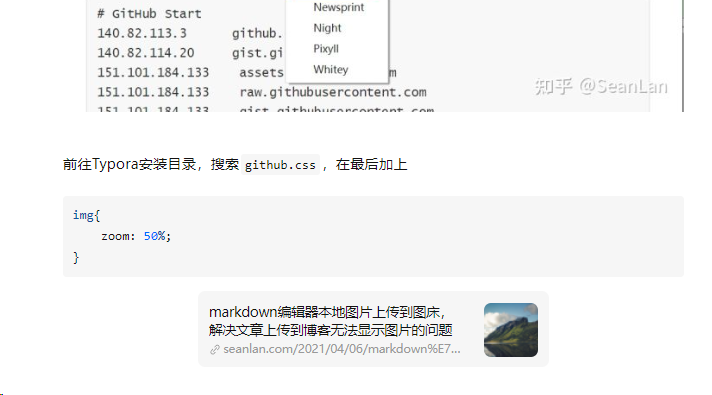 Newsprint
# GitHub Start
Night
140.82.113.3 github.
Pixyll
140.82.114.20 gist.gi
Whitey
151.101.184.133 assets m
151.101.184.133 raw.githubusercontent.com
151.101.184.133 gist.githubusercontent.com
知乎 @SeanLan
前往Typora安装目录，搜索 github.css ，在最后加上
img{
zoom: 50%;
}
markdown编辑器本地图片上传到图床，
解决文章上传到博客无法显示图片的问题
seanlan.com/2021/04/06/markdown%E7...